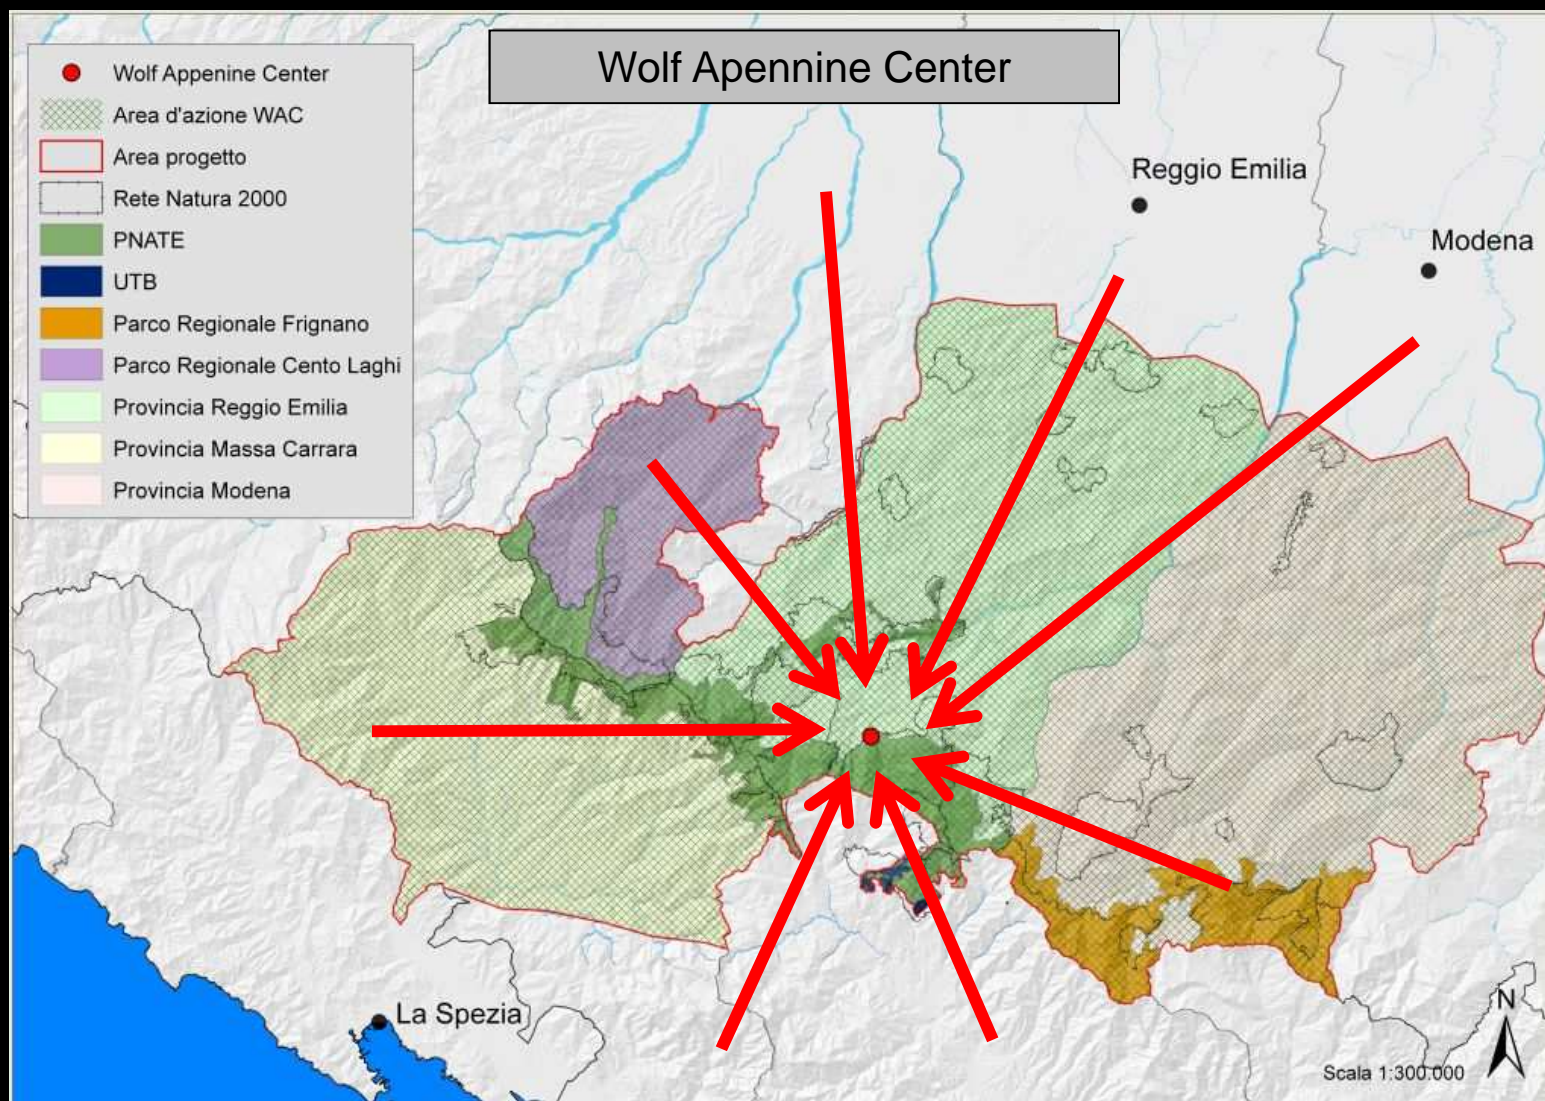 Wolf Apennine Center
Wolf Appenine Center
Area d'azione WAC
Area progetto
Rete Natura 2000
PNATE
UTB
Parco Regionale Frignano
Parco Regionale Cento Laghi
Provincia Reggio Emilia
Provincia Massa Carrara
Provincia Modena
Reggio Emilia
Modena
La Spezia
N
Scala 1:300.000